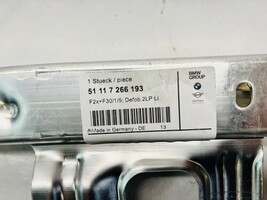 1 Stueck / piece
BMW
GROUP
51 11 7 266 193
F2x+F30/1/5; Defob.2LP Li
Made in Germany - DE 13